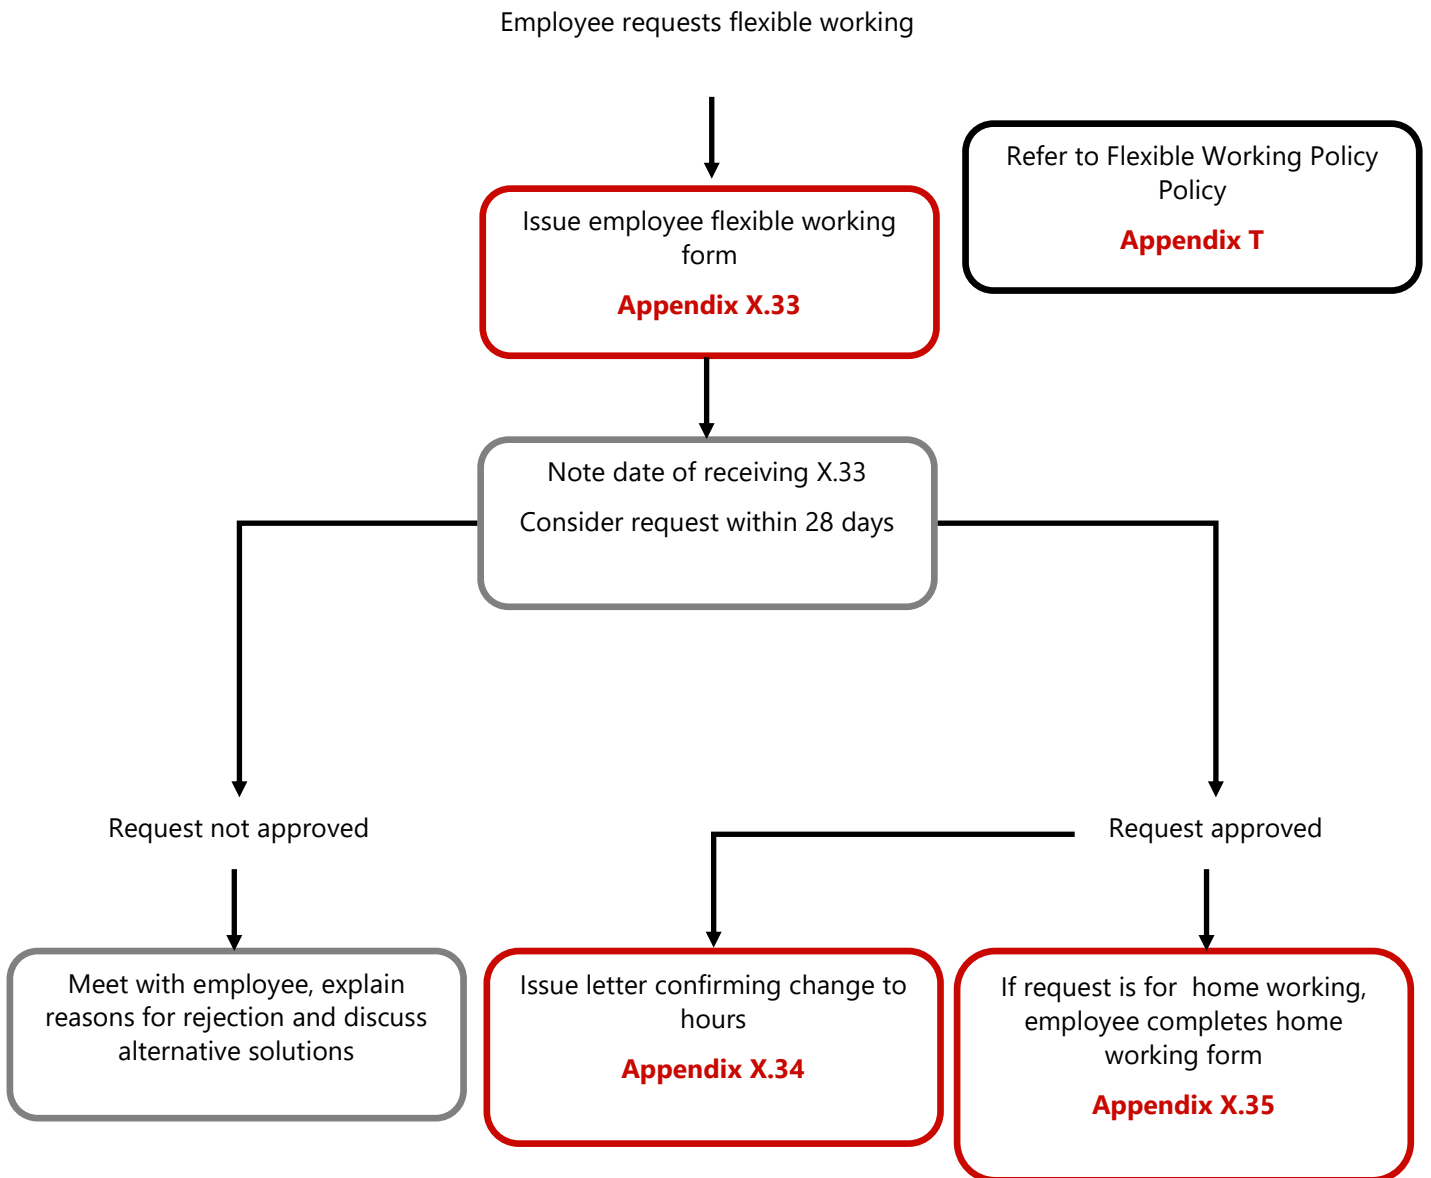 Employee requests flexible working
Refer to Flexible Working Policy
Policy
Appendix T
Issue employee flexible working
form
Appendix X.33
Note date of receiving X.33
Consider request within 28 days
Request not approved
Request approved
Meet with employee, explain
reasons for rejection and discuss
alternative solutions
Issue letter confirming change to
hours
Appendix X.34
If request is for  home working,
employee completes home
working form
Appendix X.35